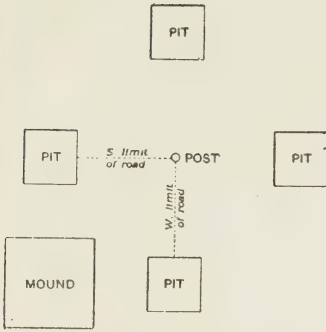 PIT
S. limit
of road
PIT
POST
PIT
W. limit
of road
MOUND
PIT